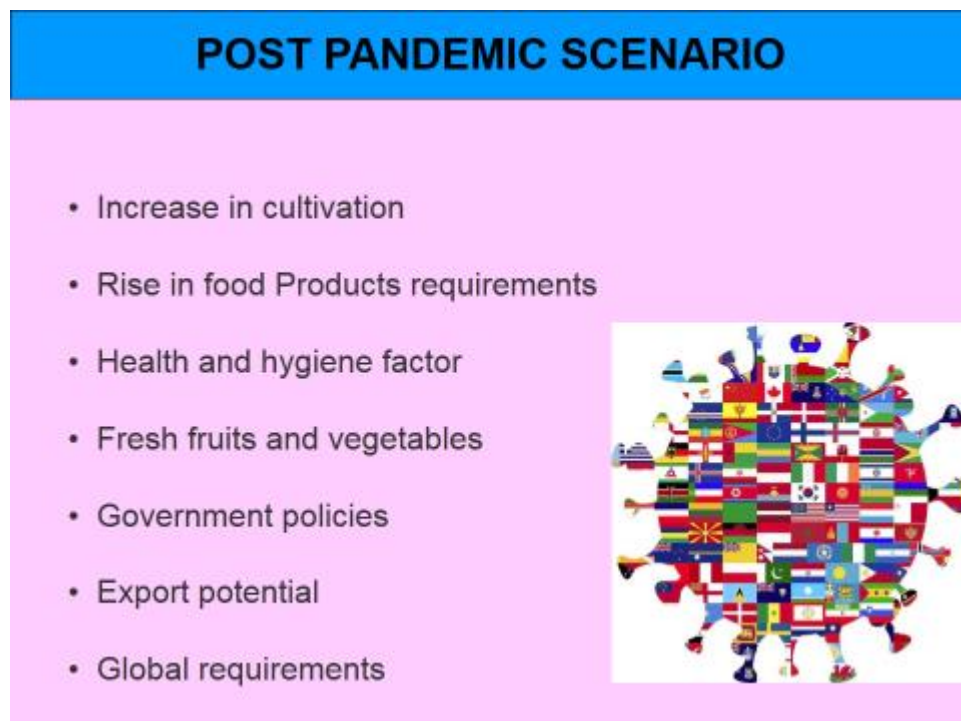 POST PANDEMIC SCENARIO
• Increase in cultivation
• Rise in food Products requirements
• Health and hygiene factor
• Fresh fruits and vegetables
• Government policies
• Export potential
• Global requirements